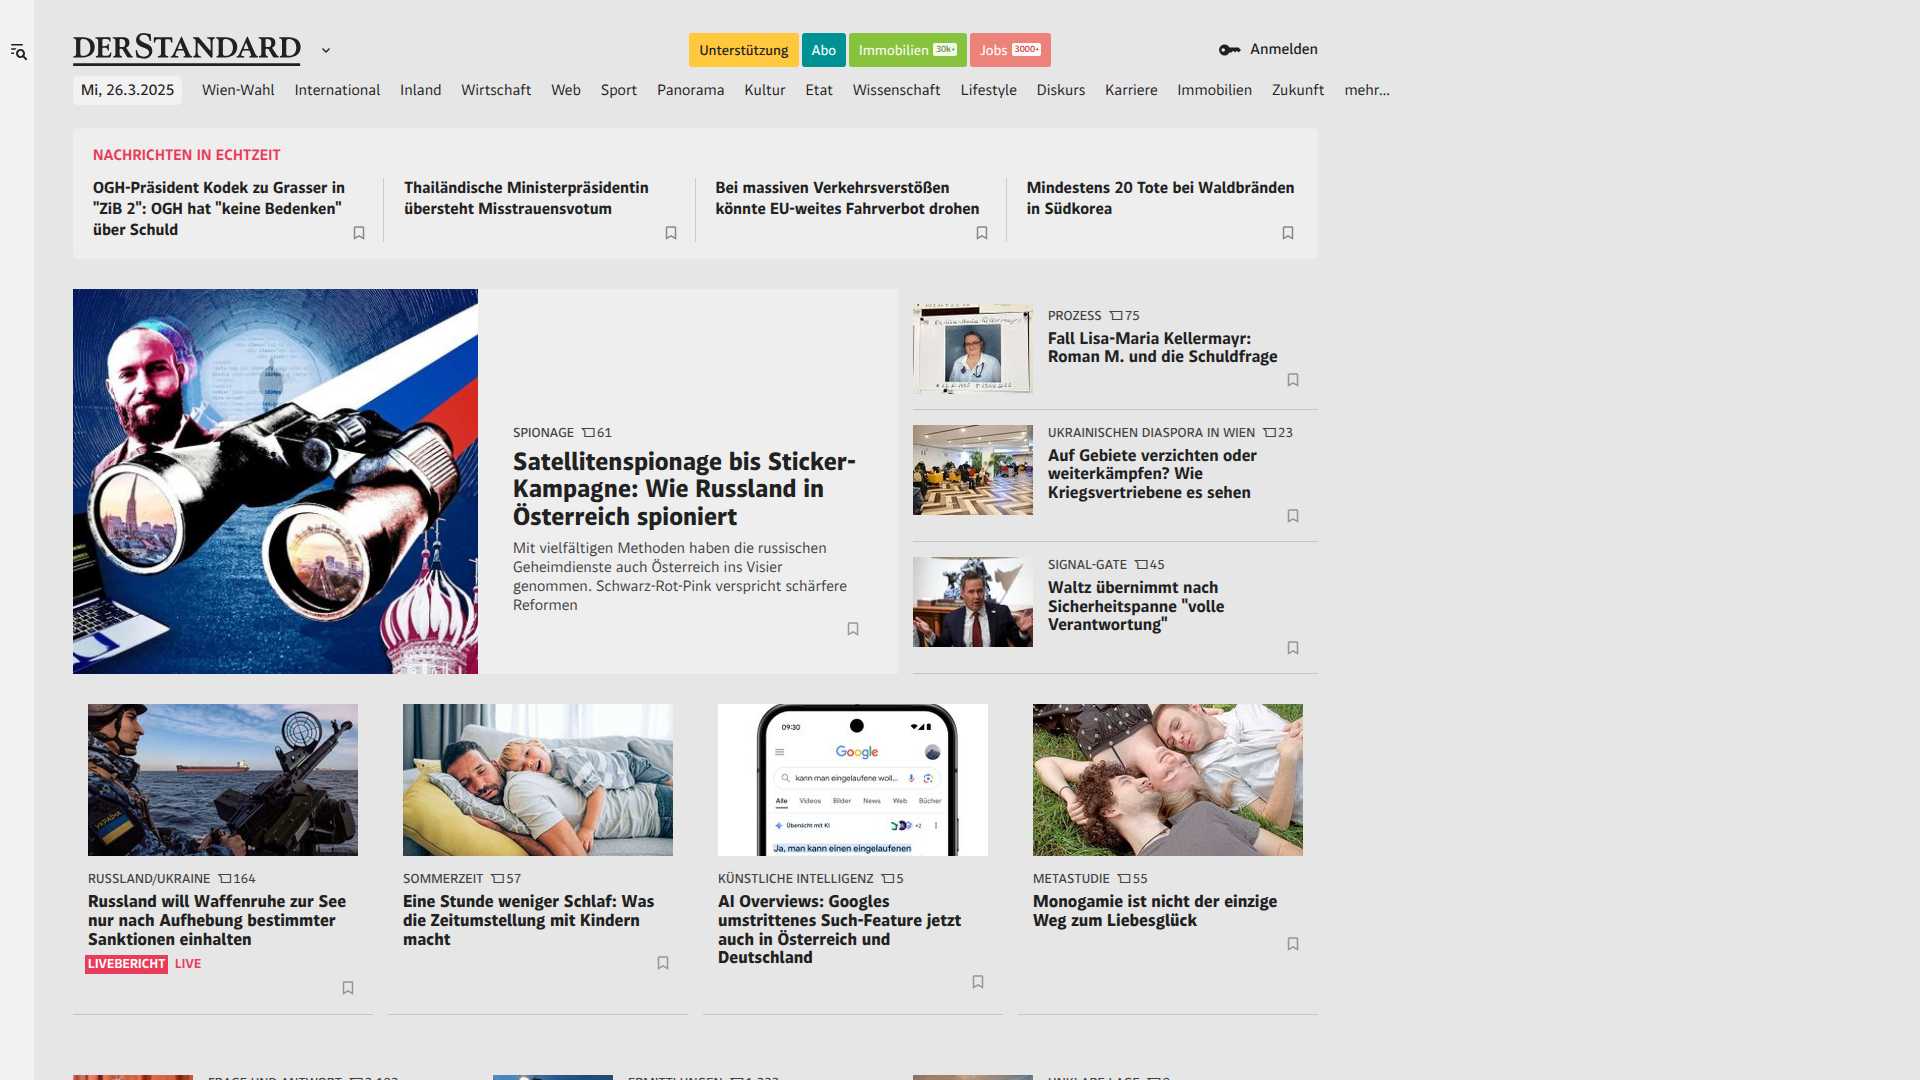 DERSTANDARD
Unterstützung Abo Immobilien 30k+ Jobs 3000+
Anmelden
Mi, 26.3.2025 Wien-Wahl International Inland Wirtschaft Web Sport Panorama Kultur Etat Wissenschaft Lifestyle Diskurs Karriere Immobilien Zukunft mehr...
NACHRICHTEN IN ECHTZEIT
OGH-Präsident Kodek zu Grasser in
"ZiB 2": OGH hat "keine Bedenken"
über Schuld
Thailändische Ministerpräsidentin
übersteht Misstrauensvotum
Bei massiven Verkehrsverstößen
könnte EU-weites Fahrverbot drohen
Mindestens 20 Tote bei Waldbränden
in Südkorea
SPIONAGE 61
Satellitenspionage bis Sticker-
Kampagne: Wie Russland in
Österreich spioniert
Mit vielfältigen Methoden haben die russischen
Geheimdienste auch Österreich ins Visier
genommen. Schwarz-Rot-Pink verspricht schärfere
Reformen
PROZESS 75
Fall Lisa-Maria Kellermayr:
Roman M. und die Schuldfrage
UKRAINISCHEN DIASPORA IN WIEN 23
Auf Gebiete verzichten oder
weiterkämpfen? Wie
Kriegsvertriebene es sehen
SIGNAL-GATE 45
Waltz übernimmt nach
Sicherheitspanne "volle
Verantwortung"
УКРАЇНА
RUSSLAND/UKRAINE 164
Russland will Waffenruhe zur See
nur nach Aufhebung bestimmter
Sanktionen einhalten
LIVEBERICHT LIVE
SOMMERZEIT 57
Eine Stunde weniger Schlaf: Was
die Zeitumstellung mit Kindern
macht
09:30
Google
kann man eingelaufene woll...
Alle Videos Bilder News Web Bücher
Übersicht mit KI +2
Ja, man kann einen eingelaufenen
KÜNSTLICHE INTELLIGENZ 5
AI Overviews: Googles
umstrittenes Such-Feature jetzt
auch in Österreich und
Deutschland
METASTUDIE 55
Monogamie ist nicht der einzige
Weg zum Liebesglück